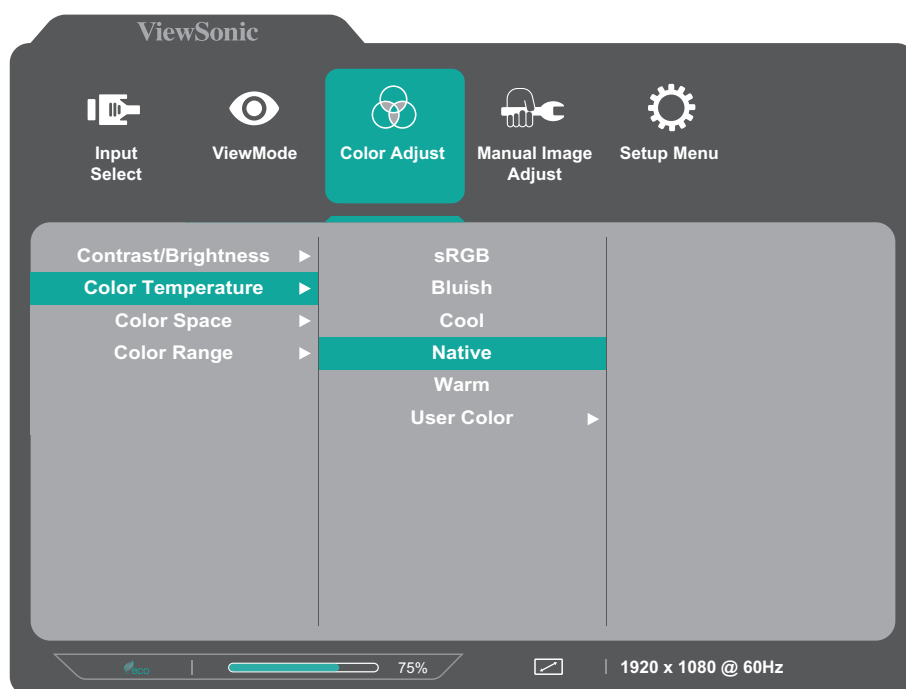 ViewSonic
Input
Select
ViewMode
Color Adjust
Manual Image
Adjust
Setup Menu
Contrast/Brightness
Color Temperature
Color Space
Color Range
sRGB
Bluish
Cool
Native
Warm
User Color
eco
75%
1920 x 1080 @ 60Hz